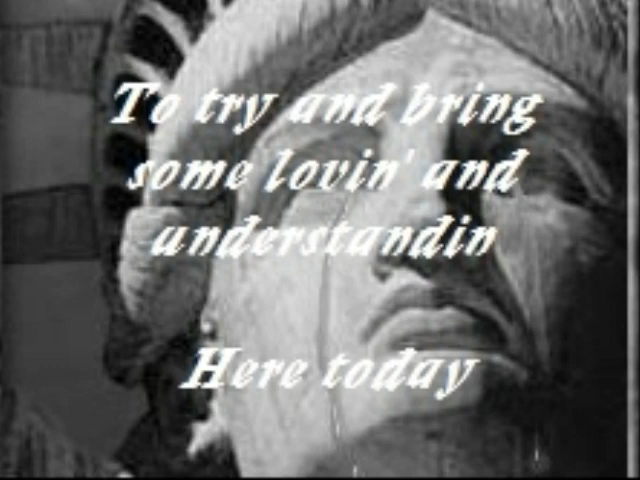 To try and bring
some lovin' and
understandin
Here today